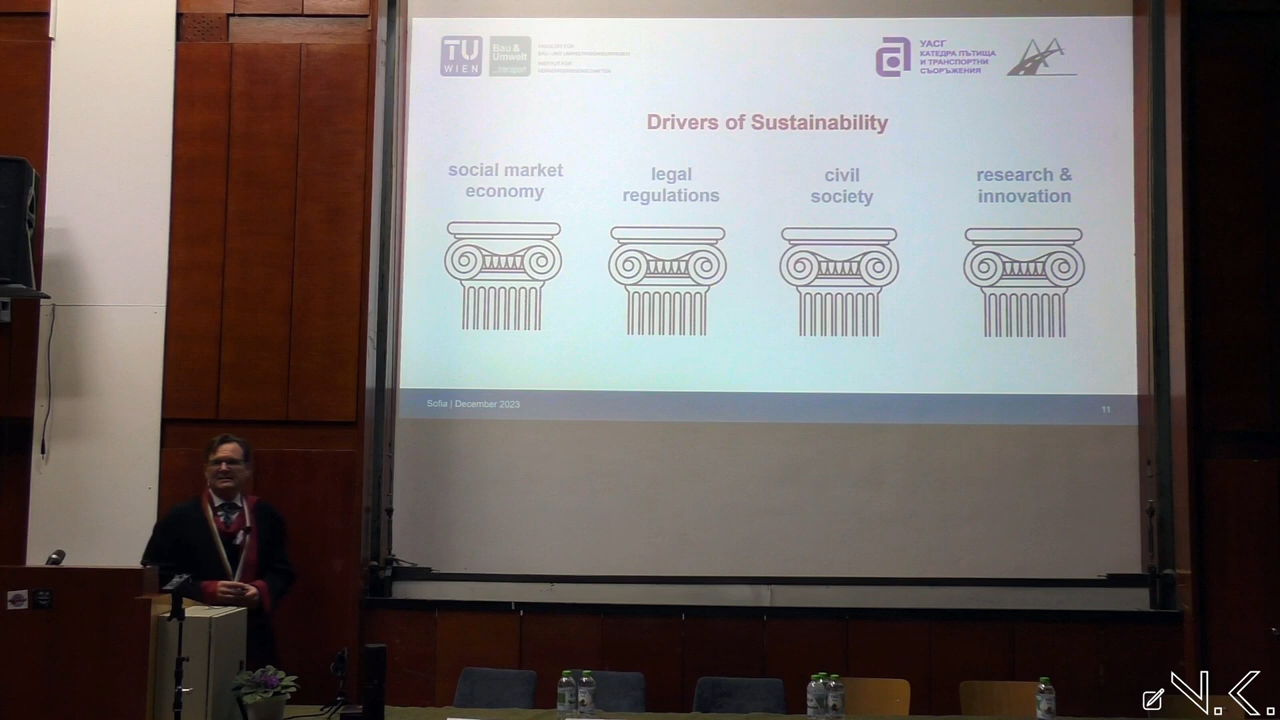 TU
WIEN
Bau &
Umwelt
УАСГ
КАТЕДРА ПЪТИЩА
И ТРАНСПОРТНИ
СЪОРЪЖЕНИЯ
Drivers of Sustainability
social market
economy
legal
regulations
civil
society
research &
innovation
Sofia | December 2023
11
N.K.